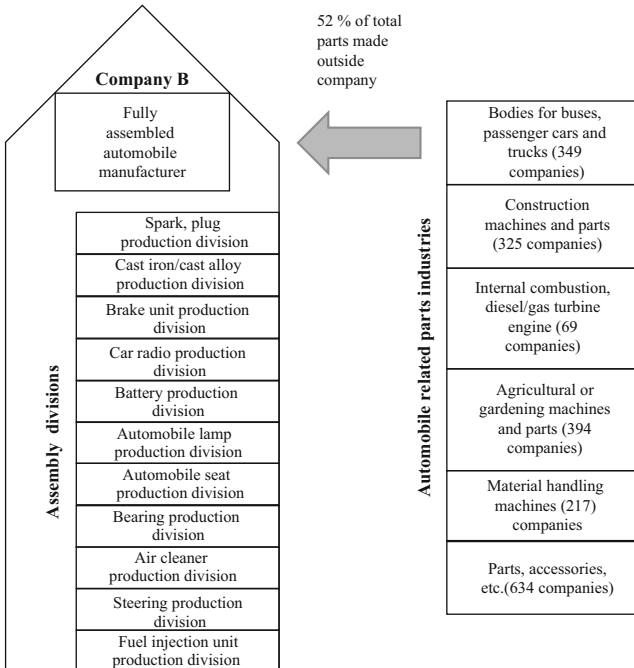 52 % of total
parts made
outside
company
Company B
Fully
assembled
automobile
manufacturer
Assembly divisions
Spark, plug
production division
Cast iron/cast alloy
production division
Brake unit production
division
Car radio production
division
Battery production
division
Automobile lamp
production division
Automobile seat
production division
Bearing production
division
Air cleaner
production division
Steering production
division
Fuel injection unit
production division
Automobile related parts industries
Bodies for buses,
passenger cars and
trucks (349
companies)
Construction
machines and parts
(325 companies)
Internal combustion,
diesel/gas turbine
engine (69
companies)
Agricultural or
gardening machines
and parts (394
companies)
Material handling
machines (217)
companies
Parts, accessories,
etc.(634 companies)